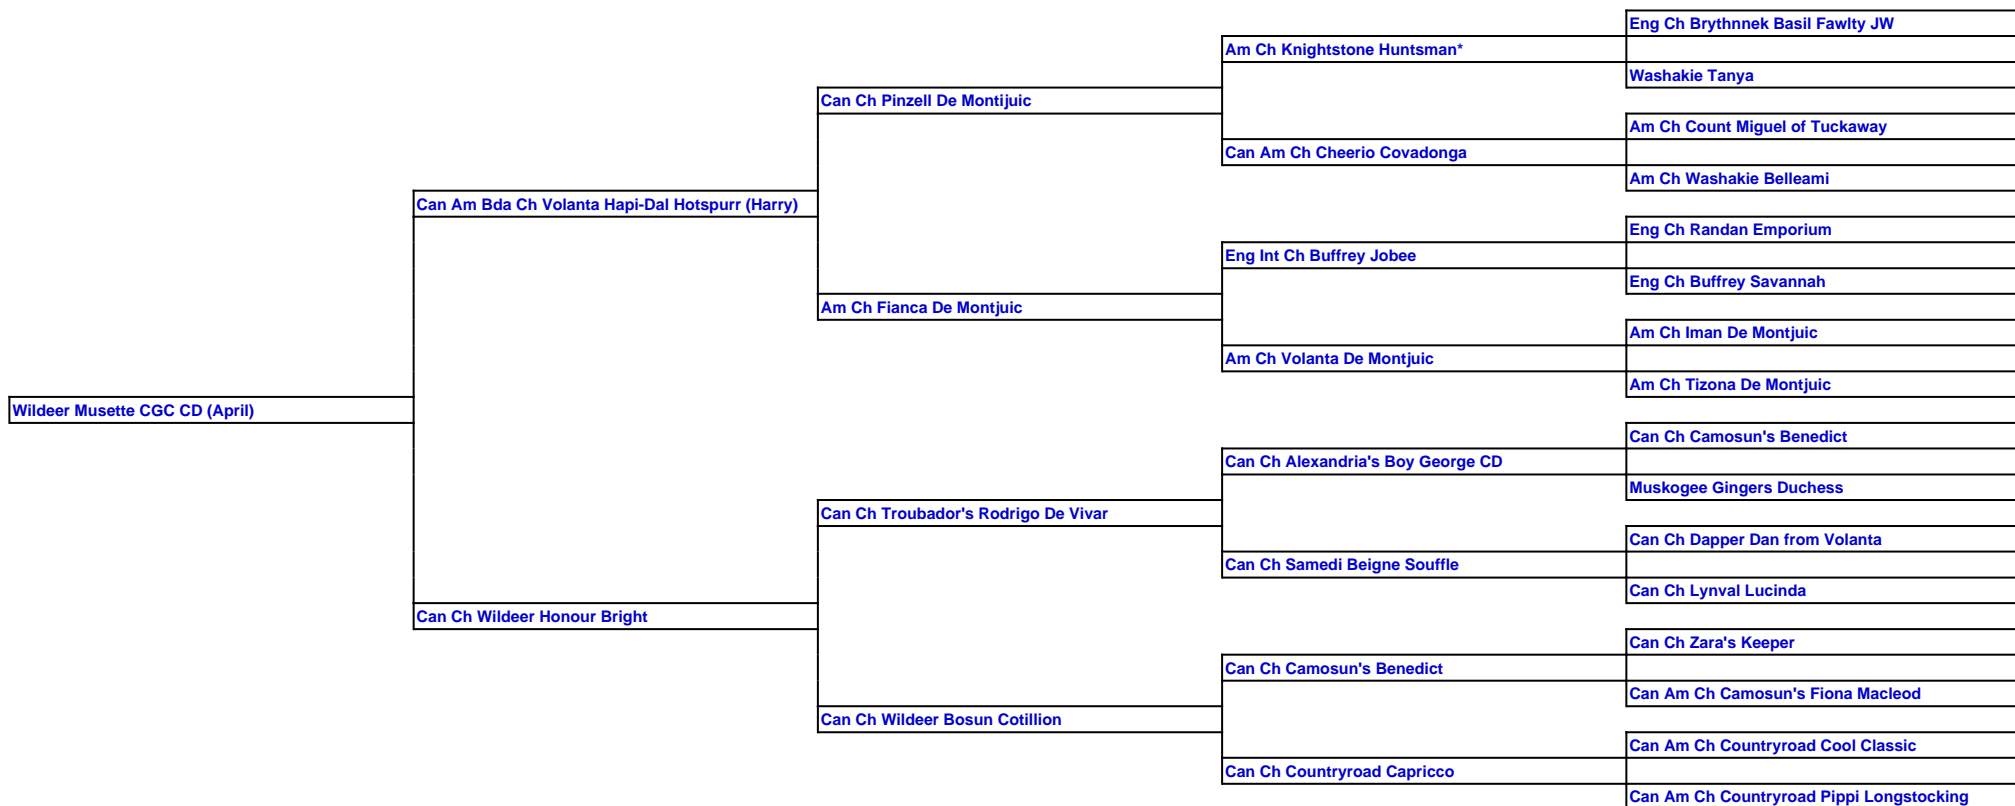 Eng Ch Brythnnek Basil Fawlty JW
Am Ch Knightstone Huntsman*
Washakie Tanya
Can Ch Pinzell De Montijuic
Am Ch Count Miguel of Tuckaway
Can Am Ch Cheerio Covadonga
Am Ch Washakie Belleami
Can Am Bda Ch Volanta Hapi-Dal Hotspurr (Harry)
Eng Ch Randan Emporium
Eng Int Ch Buffrey Jobee
Eng Ch Buffrey Savannah
Am Ch Fianca De Montjuic
Am Ch Iman De Montjuic
Am Ch Volanta De Montjuic
Am Ch Tizona De Montjuic
Wildeer Musette CGC CD (April)
Can Ch Camosun's Benedict
Can Ch Alexandria's Boy George CD
Muskogee Gingers Duchess
Can Ch Troubador's Rodrigo De Vivar
Can Ch Dapper Dan from Volanta
Can Ch Samedi Beigne Souffle
Can Ch Lynval Lucinda
Can Ch Wildeer Honour Bright
Can Ch Zara's Keeper
Can Ch Camosun's Benedict
Can Am Ch Camosun's Fiona Macleod
Can Ch Wildeer Bosun Cotillion
Can Am Ch Countryroad Cool Classic
Can Ch Countryroad Capricco
Can Am Ch Countryroad Pippi Longstocking